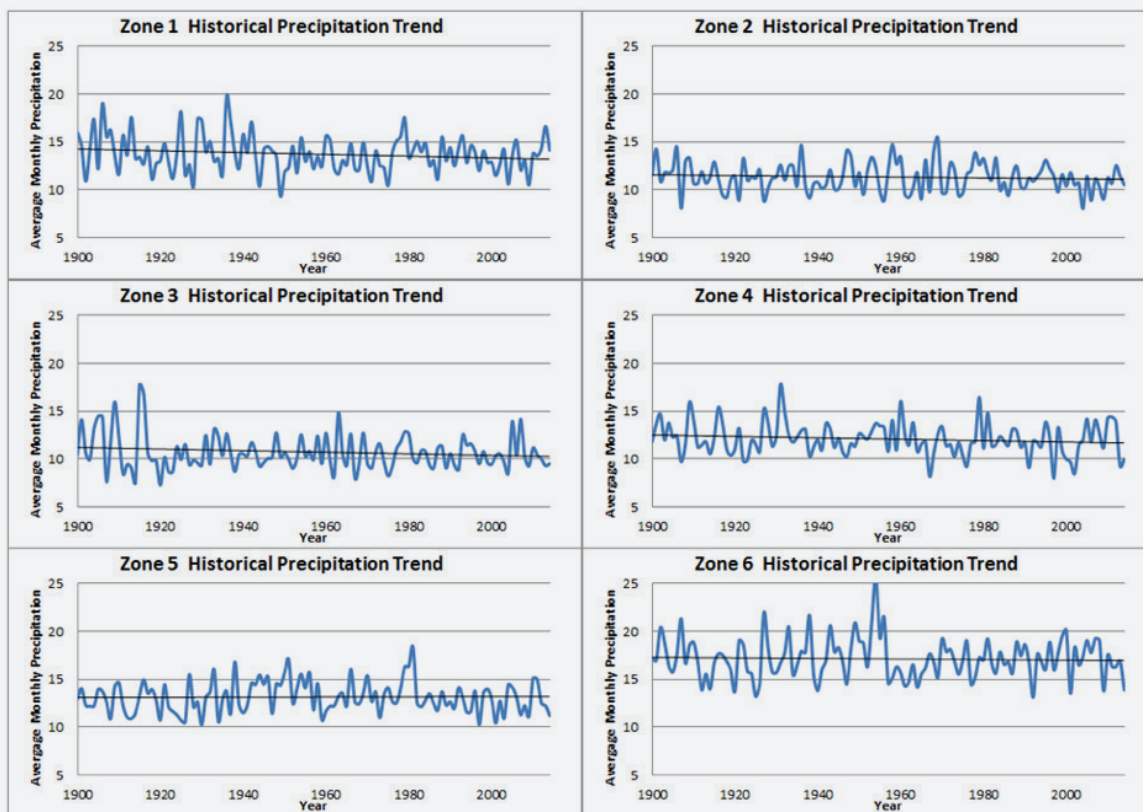 Zone 1  Historical Precipitation Trend
Avergage Monthly Precipitation
25
20
15
10
5
1900 1920 1940 1960 1980 2000
Year
Zone 2  Historical Precipitation Trend
Avergage Monthly Precipitation
25
20
15
10
5
1900 1920 1940 1960 1980 2000
Year
Zone 3  Historical Precipitation Trend
Avergage Monthly Precipitation
25
20
15
10
5
1900 1920 1940 1960 1980 2000
Year
Zone 4  Historical Precipitation Trend
Avergage Monthly Precipitation
25
20
15
10
5
1900 1920 1940 1960 1980 2000
Year
Zone 5  Historical Precipitation Trend
Avergage Monthly Precipitation
25
20
15
10
5
1900 1920 1940 1960 1980 2000
Year
Zone 6  Historical Precipitation Trend
Avergage Monthly Precipitation
25
20
15
10
5
1900 1920 1940 1960 1980 2000
Year